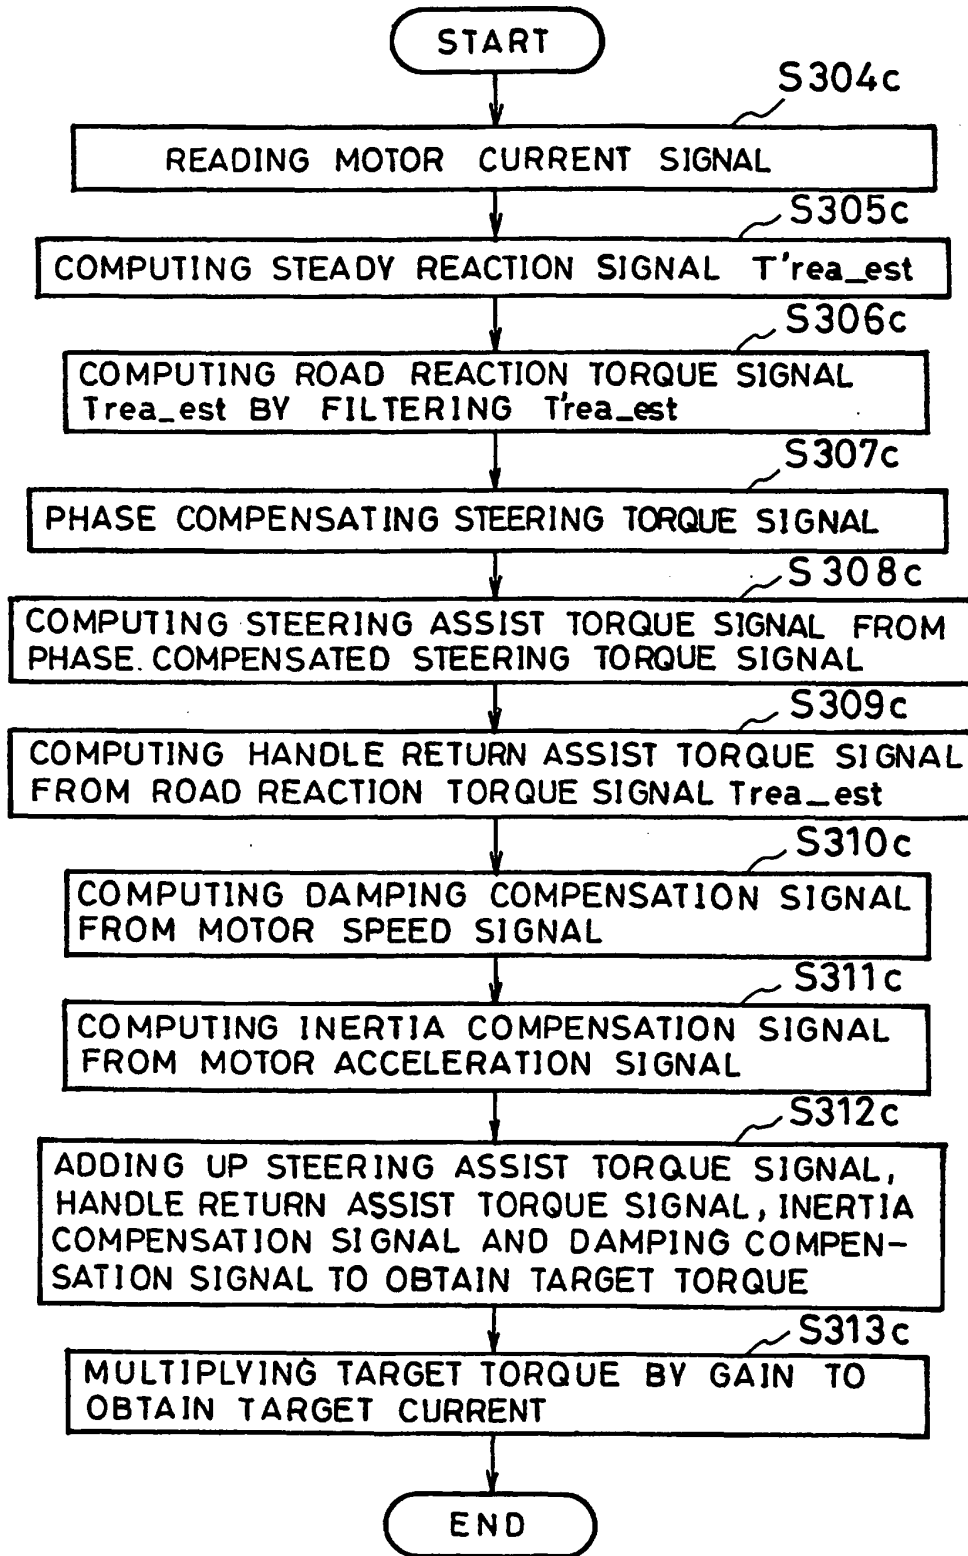 START
S304c
READING MOTOR CURRENT SIGNAL
S305c
COMPUTING STEADY REACTION SIGNAL T'rea_est
S306c
COMPUTING ROAD REACTION TORQUE SIGNAL
Trea_est BY FILTERING T'rea_est
S307c
PHASE COMPENSATING STEERING TORQUE SIGNAL
S308c
COMPUTING STEERING ASSIST TORQUE SIGNAL FROM
PHASE.COMPENSATED STEERING TORQUE SIGNAL
S309c
COMPUTING HANDLE RETURN ASSIST TORQUE SIGNAL
FROM ROAD REACTION TORQUE SIGNAL Trea_est
S310c
COMPUTING DAMPING COMPENSATION SIGNAL
FROM MOTOR SPEED SIGNAL
S311c
COMPUTING INERTIA COMPENSATION SIGNAL
FROM MOTOR ACCELERATION SIGNAL
S312c
ADDING UP STEERING ASSIST TORQUE SIGNAL,
HANDLE RETURN ASSIST TORQUE SIGNAL, INERTIA
COMPENSATION SIGNAL AND DAMPING COMPEN-
SATION SIGNAL TO OBTAIN TARGET TORQUE
S313c
MULTIPLYING TARGET TORQUE BY GAIN TO
OBTAIN TARGET CURRENT
END